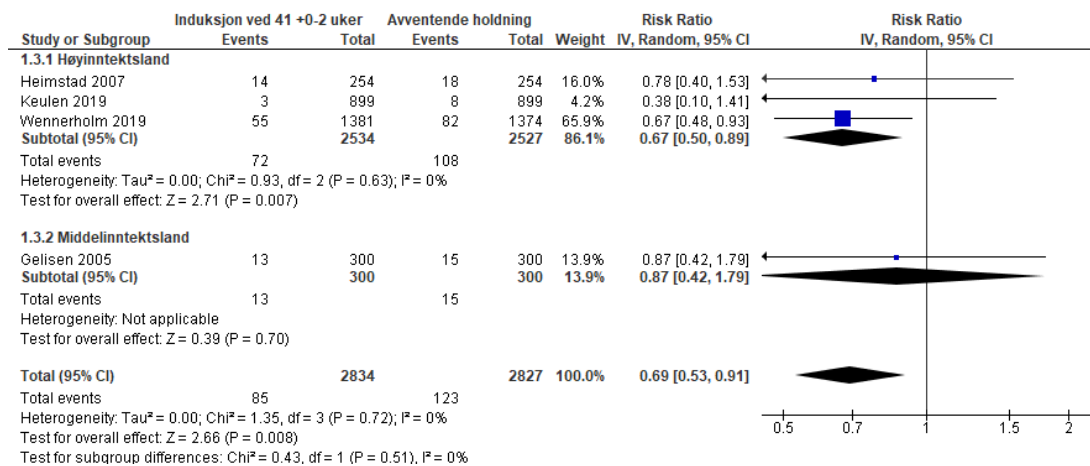 Induksjon ved 41 +0-2 uker Avventende holdning Risk Ratio Risk Ratio
Study or Subgroup Events Total Events Total Weight IV, Random, 95% CI IV, Random, 95% CI
1.3.1 Høyinntektsland
Heimstad 2007 14 254 18 254 16.0% 0.78 [0.40, 1.53]
Keulen 2019 3 899 8 899 4.2% 0.38 [0.10, 1.41]
Wennerholm 2019 55 1381 82 1374 65.9% 0.67 [0.48, 0.93]
Subtotal (95% CI) 2534 2527 86.1% 0.67 [0.50, 0.89]
Total events 72 108
Heterogeneity: Tau² = 0.00; Chi² = 0.93, df = 2 (P = 0.63); I² = 0%
Test for overall effect: Z = 2.71 (P = 0.007)
1.3.2 Middelinntektsland
Gelisen 2005 13 300 15 300 13.9% 0.87 [0.42, 1.79]
Subtotal (95% CI) 300 300 13.9% 0.87 [0.42, 1.79]
Total events 13 15
Heterogeneity: Not applicable
Test for overall effect: Z = 0.39 (P = 0.70)
Total (95% CI) 2834 2827 100.0% 0.69 [0.53, 0.91]
Total events 85 123
Heterogeneity: Tau² = 0.00; Chi² = 1.35, df = 3 (P = 0.72); I² = 0%
Test for overall effect: Z = 2.66 (P = 0.008)
Test for subgroup differences: Chi² = 0.43, df = 1 (P = 0.51), I² = 0%
0.5 0.7 1 1.5 2